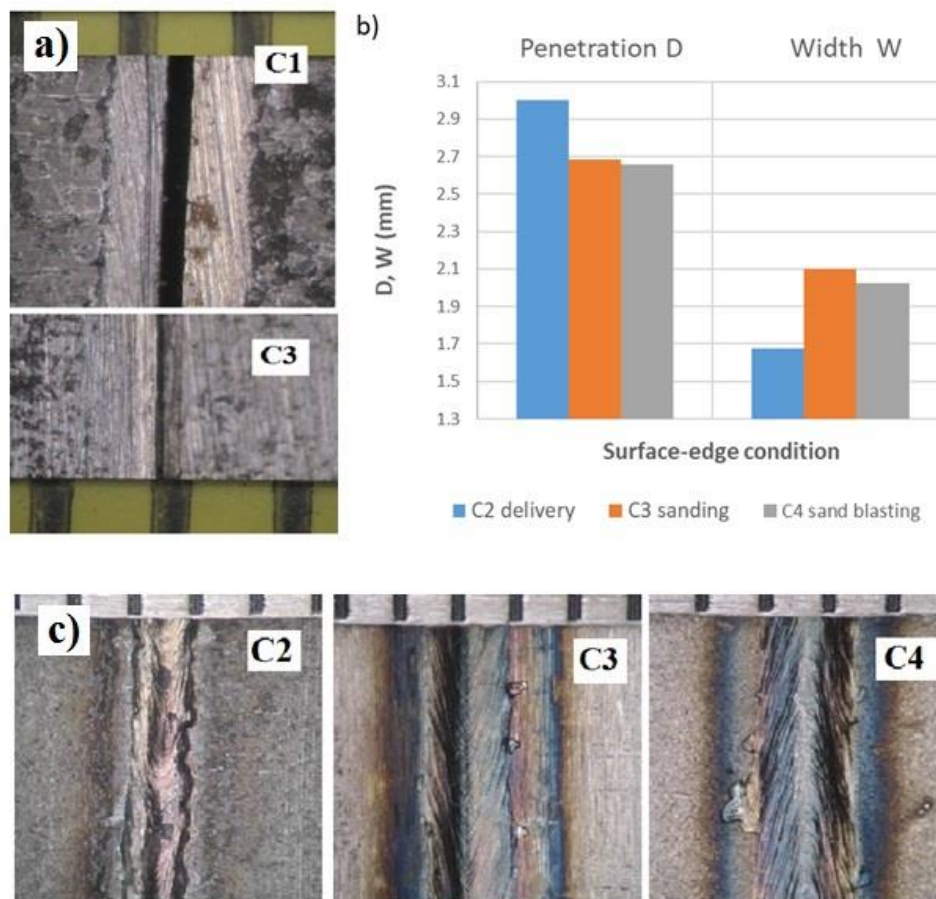 a)
C1
C3
b)
Penetration D Width W
3.1
2.9
2.7
2.5
2.3
2.1
1.9
1.7
1.5
1.3
D, W (mm)
Surface-edge condition
C2 delivery C3 sanding C4 sand blasting
c)
C2
C3
C4